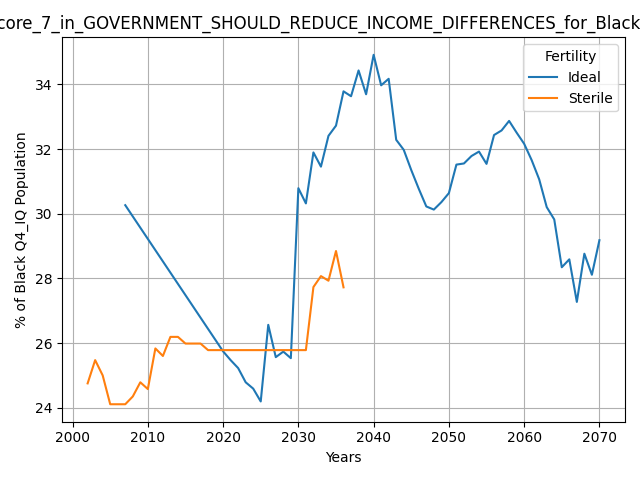 core_7_in_GOVERNMENT_SHOULD_REDUCE_INCOME_DIFFERENCES_for_Black
Fertility
Ideal
Sterile
% of Black Q4_IQ Population
34
32
30
28
26
24
2000 2010 2020 2030 2040 2050 2060 2070
Years